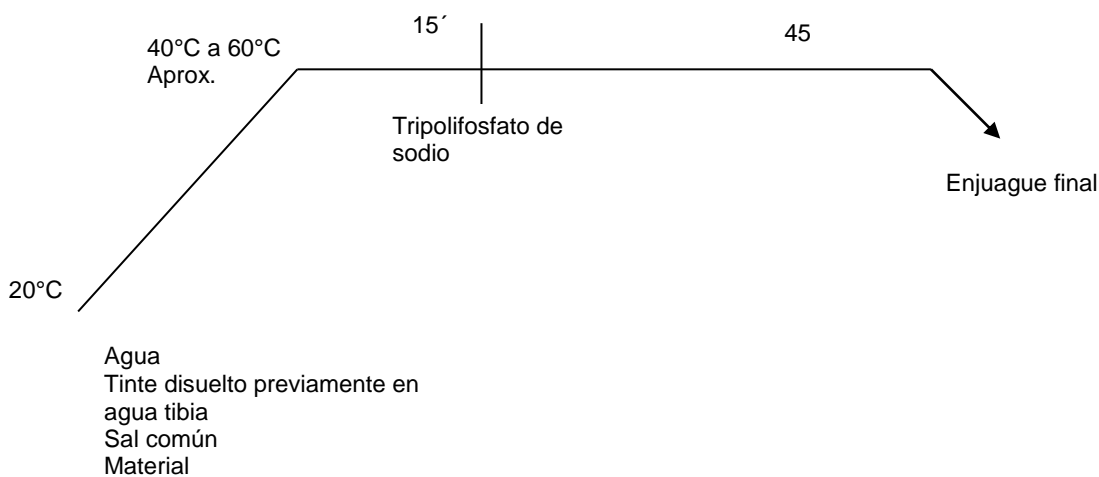 15´
45
40°C a 60°C
Aprox.
Tripolifosfato de
sodio
Enjuague final
20°C
Agua
Tinte disuelto previamente en
agua tibia
Sal común
Material